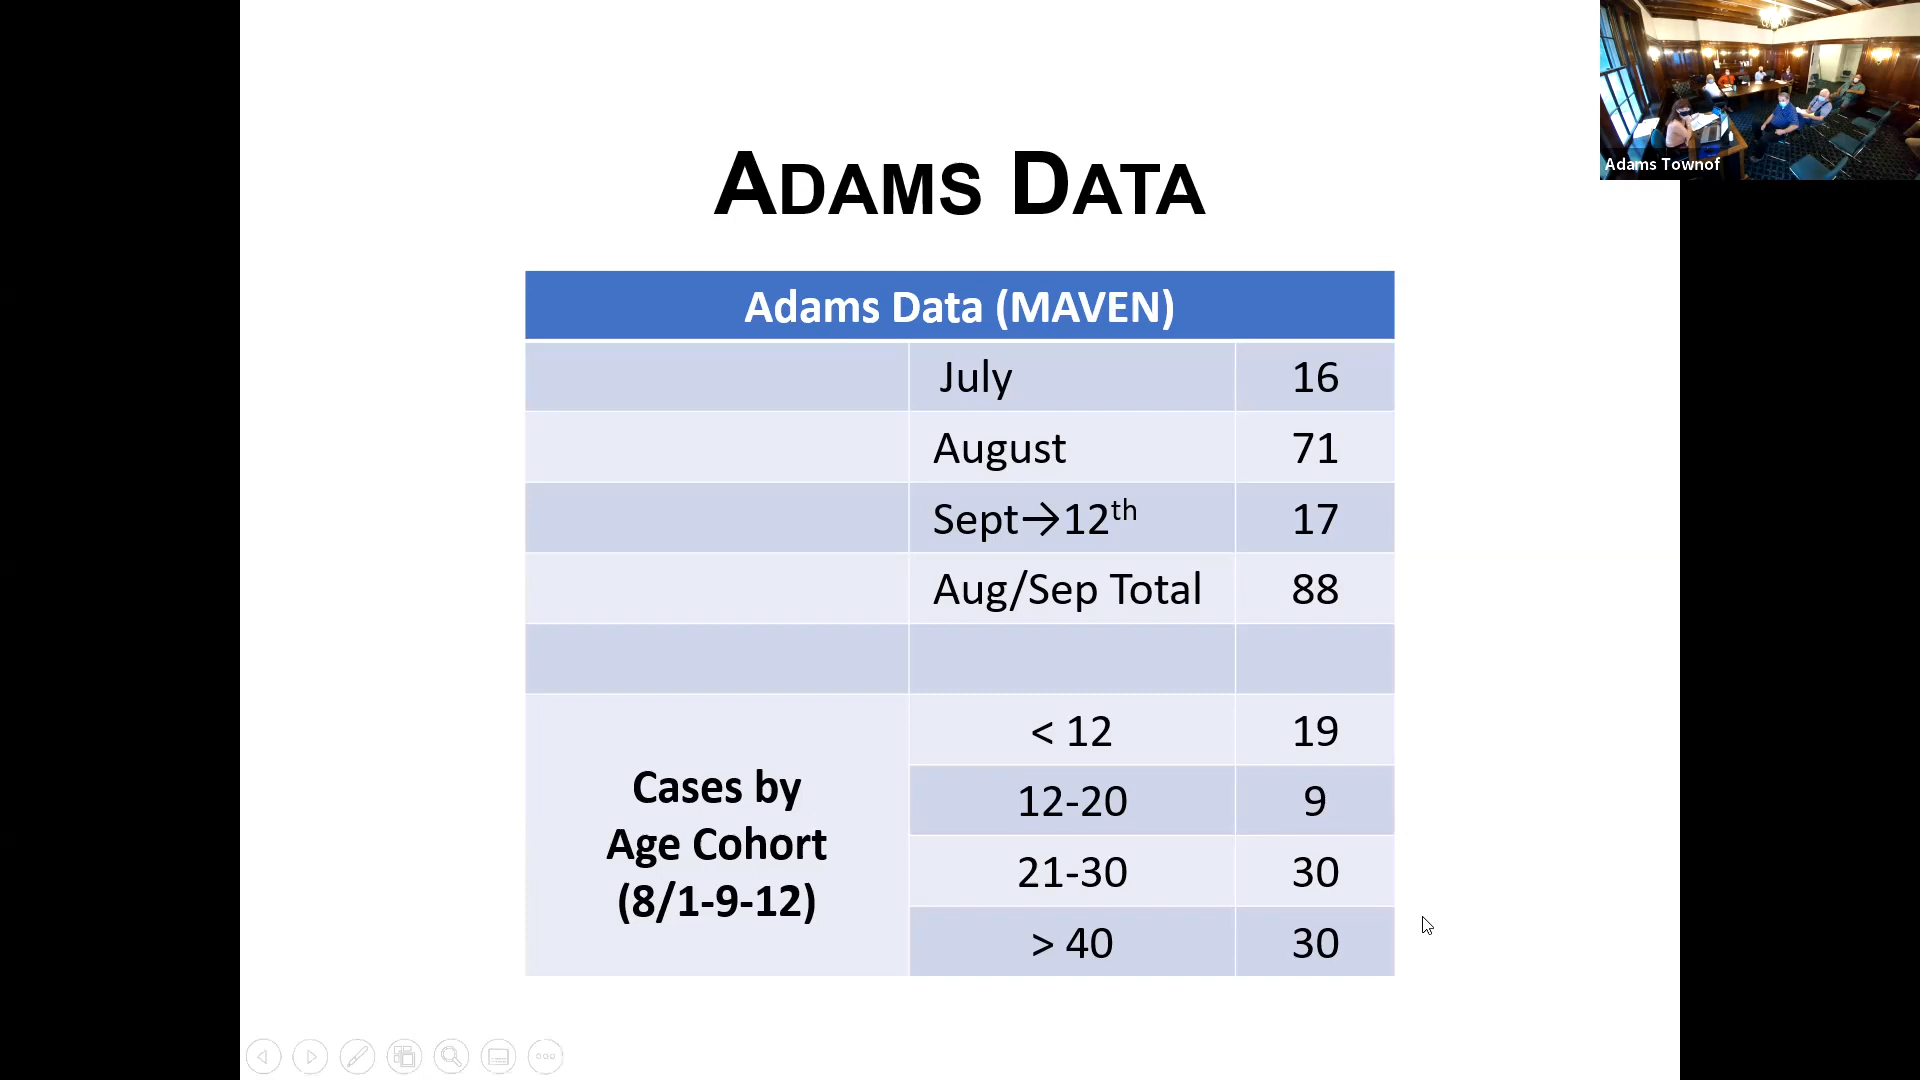 ADAMS DATA
Adams Data (MAVEN)
July 16
August 71
Sept→12th 17
Aug/Sep Total 88
Cases by
Age Cohort
(8/1-9-12)
< 12 19
12-20 9
21-30 30
> 40 30
Adams Townof